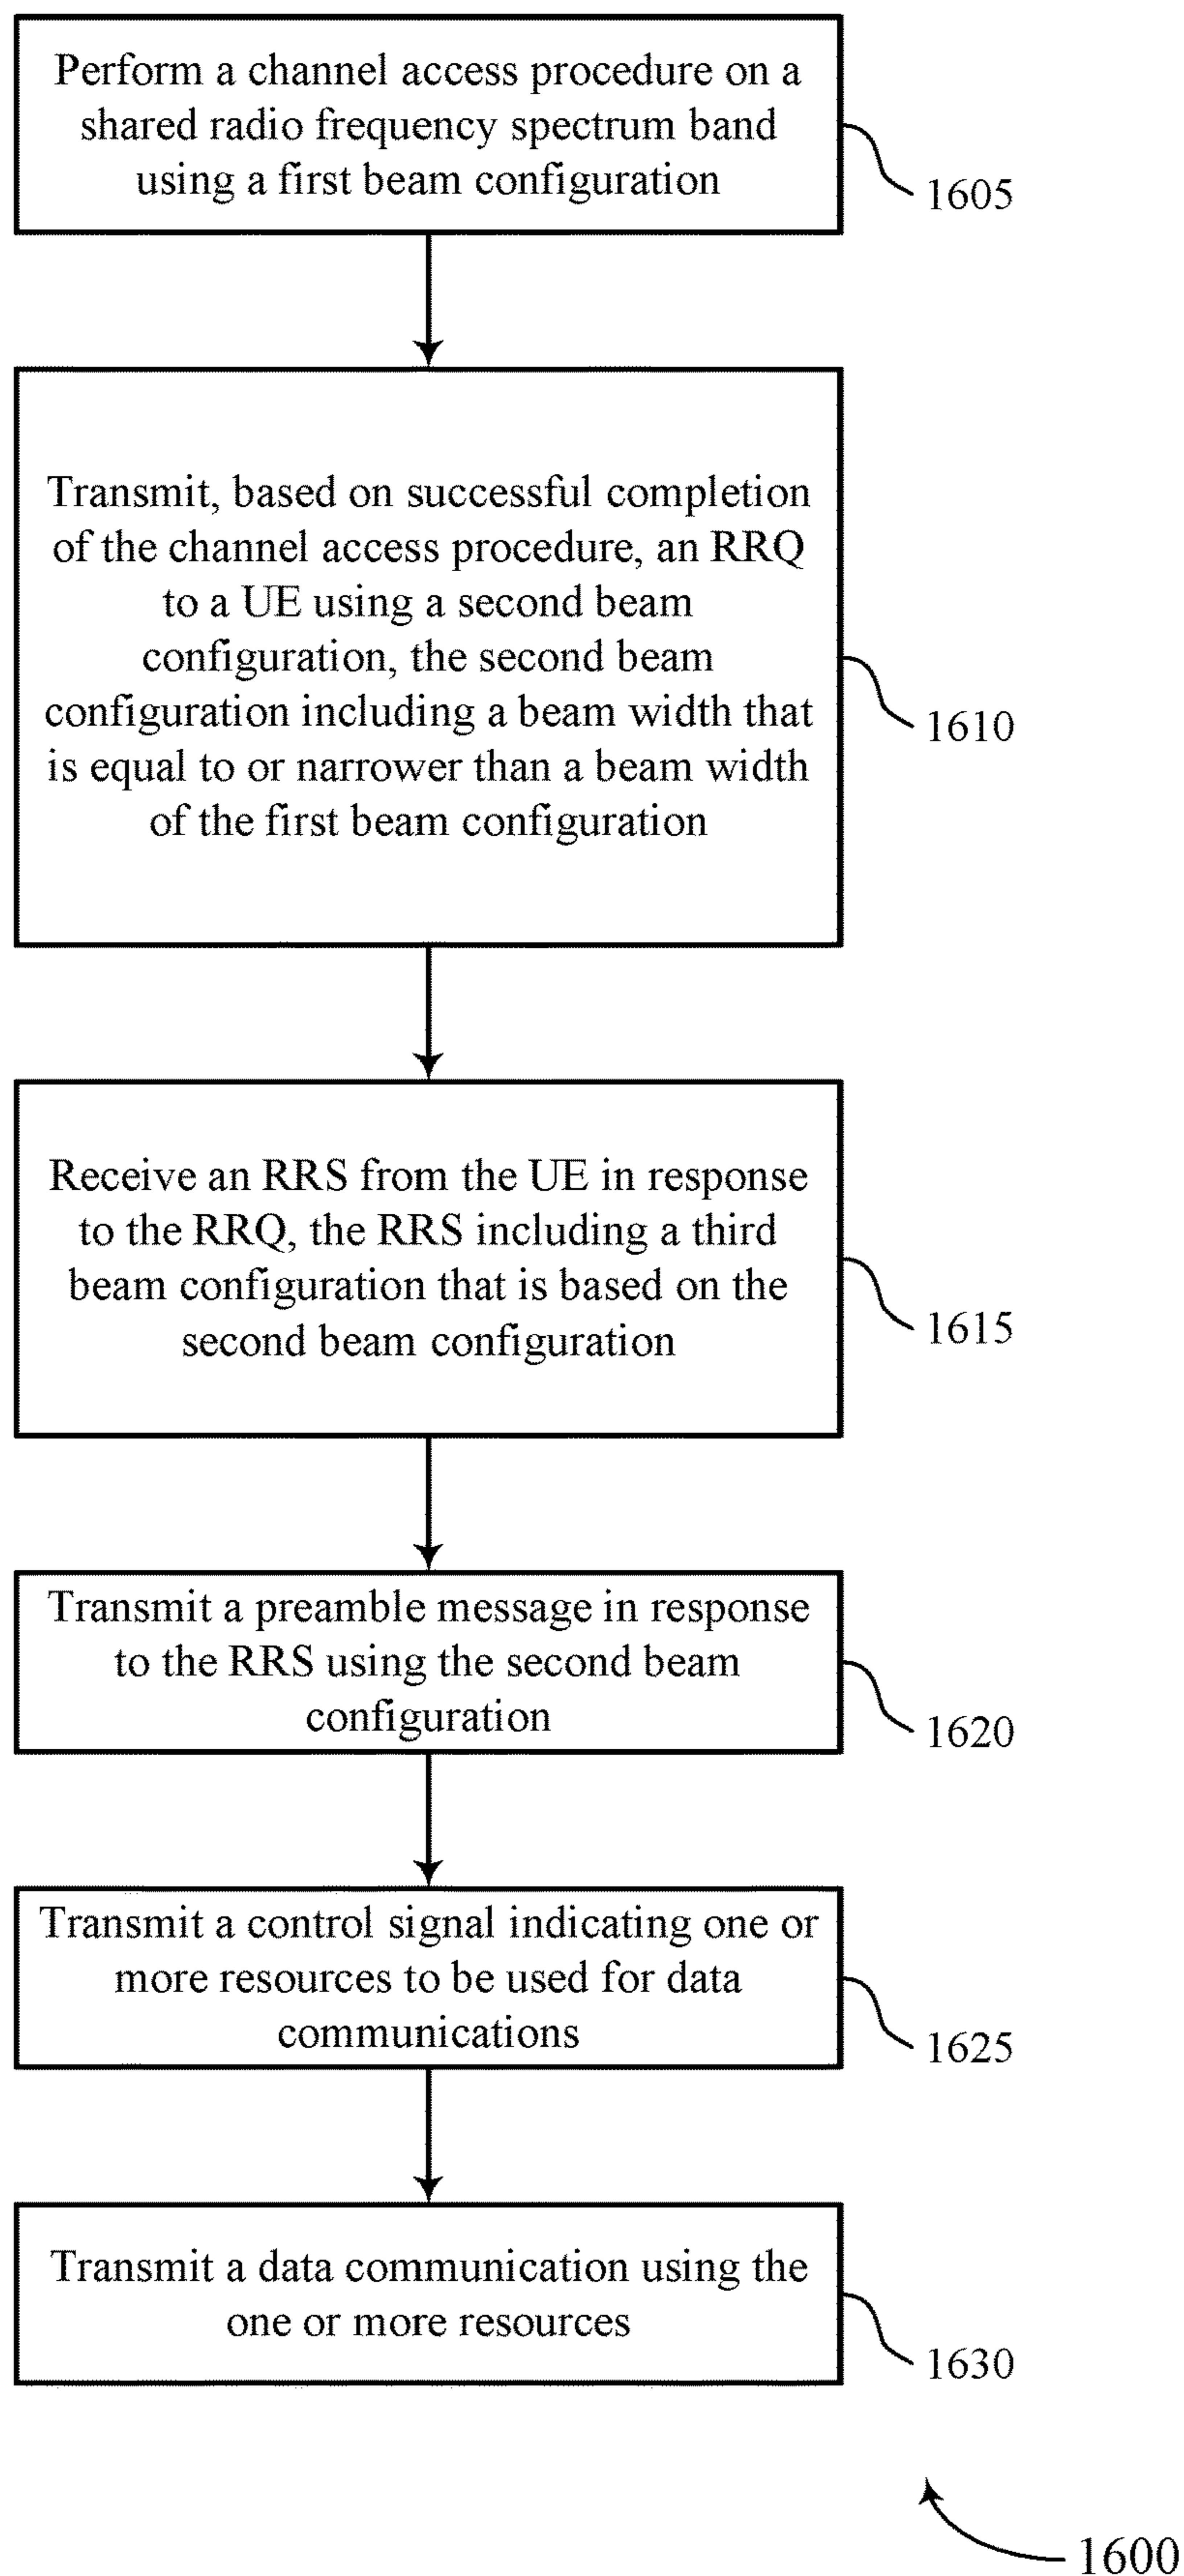 Perform a channel access procedure on a
shared radio frequency spectrum band
using a first beam configuration
1605
Transmit, based on successful completion
of the channel access procedure, an RRQ
to a UE using a second beam
configuration, the second beam
configuration including a beam width that
is equal to or narrower than a beam width
of the first beam configuration
1610
Receive an RRS from the UE in response
to the RRQ, the RRS including a third
beam configuration that is based on the
second beam configuration
1615
Transmit a preamble message in response
to the RRS using the second beam
configuration
1620
Transmit a control signal indicating one or
more resources to be used for data
communications
1625
Transmit a data communication using the
one or more resources
1630
1600